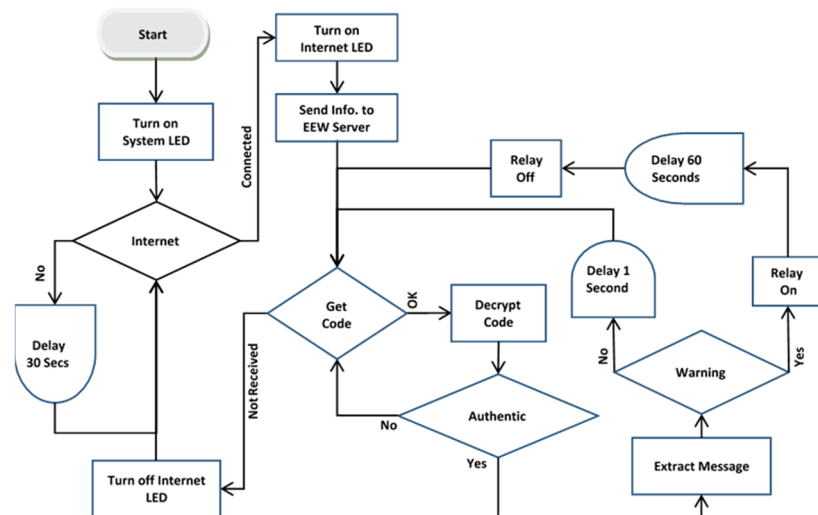 Start
Turn on
System LED
Internet
No
Delay
30 Secs
Connected
Turn on
Internet LED
Send Info. to
EEW Server
Get
Code
OK
Decrypt
Code
Authentic
No
Yes
Not Received
Turn off Internet
LED
Extract Message
Warning
No
Yes
Delay 1
Second
Relay
On
Delay 60
Seconds
Relay
Off